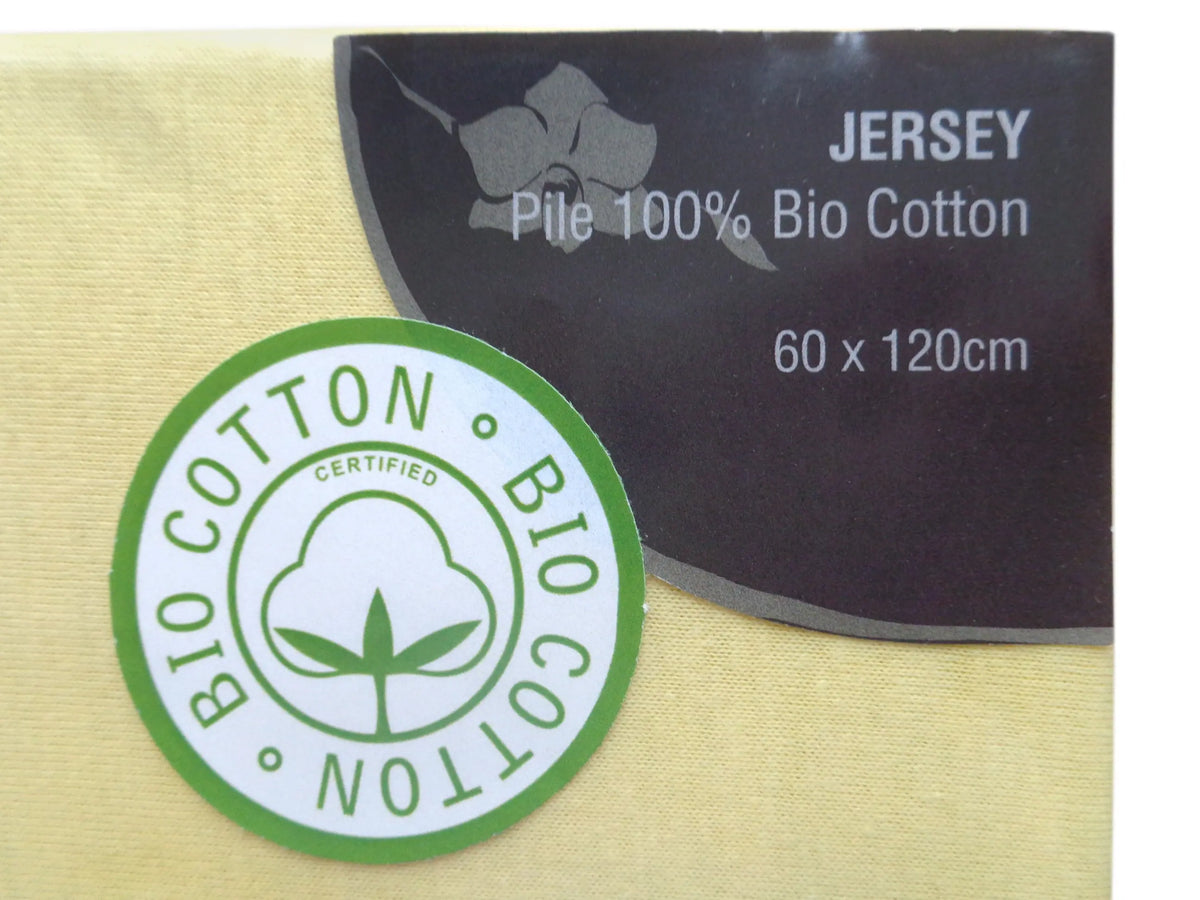 JERSEY
Pile 100% Bio Cotton
60 x 120cm
BIO COTTON ° BIO COTTON °
CERTIFIED